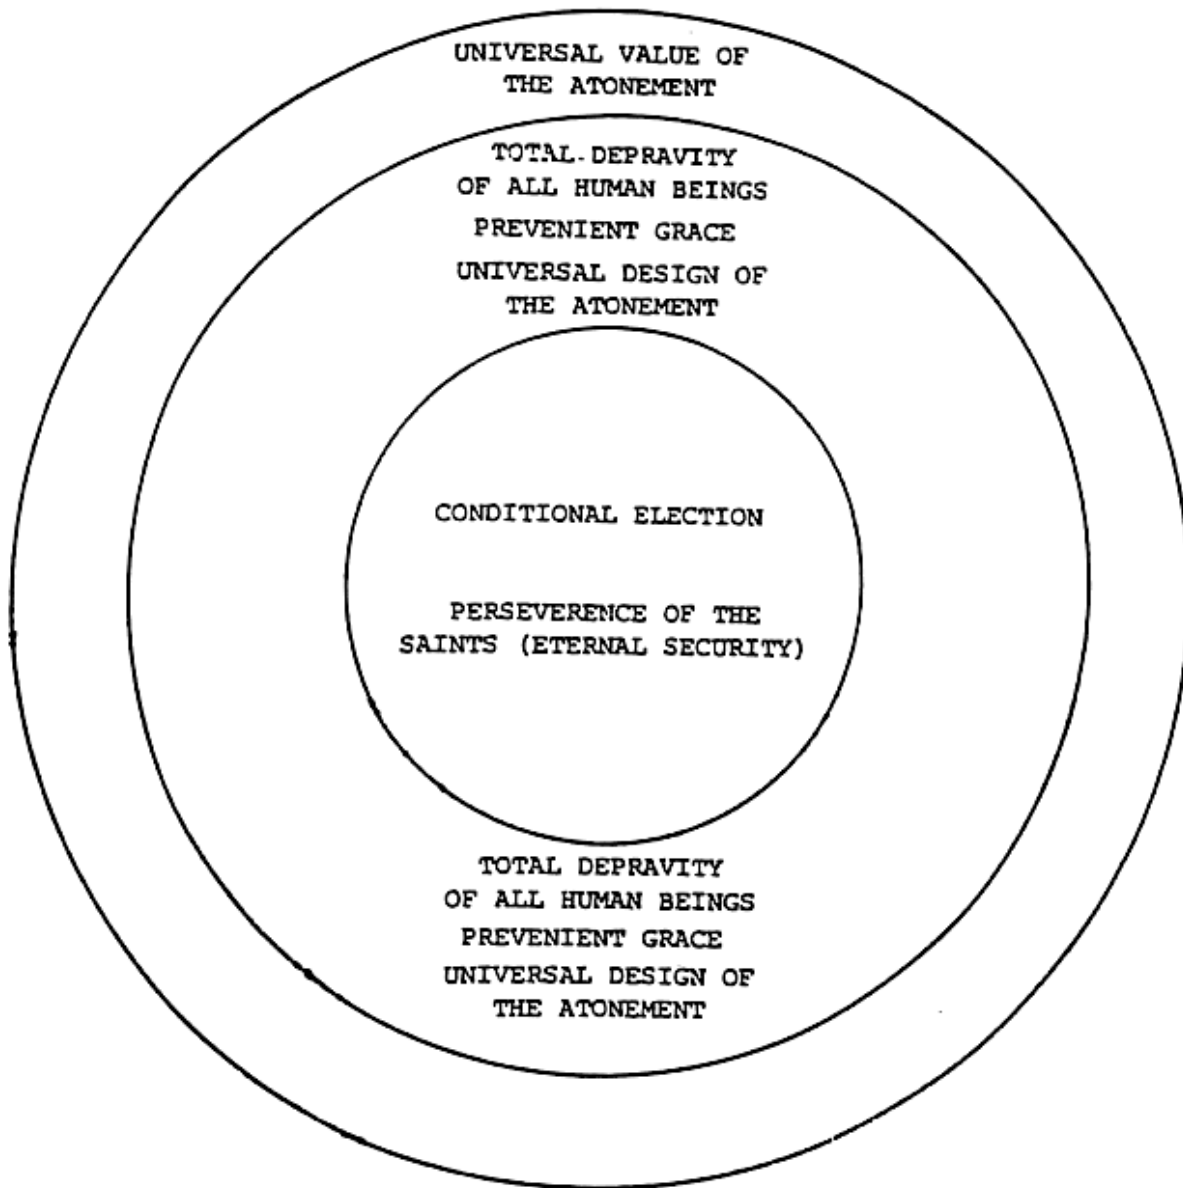 UNIVERSAL VALUE OF
THE ATONEMENT
TOTAL DEPRAVITY
OF ALL HUMAN BEINGS
PREVENIENT GRACE
UNIVERSAL DESIGN OF
THE ATONEMENT
CONDITIONAL ELECTION
PERSEVERENCE OF THE
SAINTS (ETERNAL SECURITY)
TOTAL DEPRAVITY
OF ALL HUMAN BEINGS
PREVENIENT GRACE
UNIVERSAL DESIGN OF
THE ATONEMENT